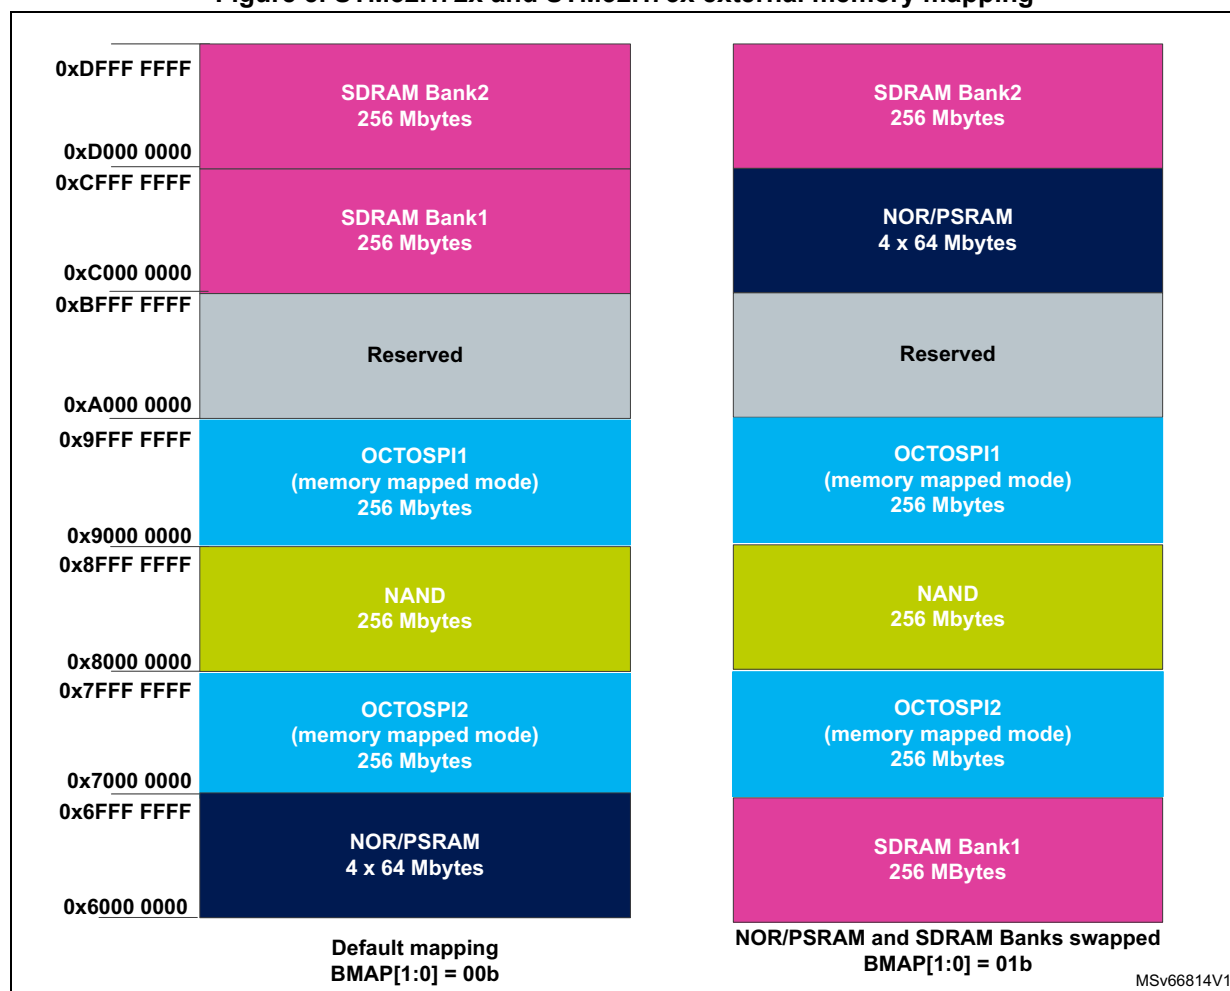 0xDFFF FFFF
SDRAM Bank2
256 Mbytes
0xD000 0000
0xCFFF FFFF
SDRAM Bank1
256 Mbytes
0xC000 0000
0xBFFF FFFF
Reserved
0xA000 0000
0x9FFF FFFF
OCTOSPI1
(memory mapped mode)
256 Mbytes
0x9000 0000
0x8FFF FFFF
NAND
256 Mbytes
0x8000 0000
0x7FFF FFFF
OCTOSPI2
(memory mapped mode)
256 Mbytes
0x7000 0000
0x6FFF FFFF
NOR/PSRAM
4 x 64 Mbytes
0x6000 0000
Default mapping
BMAP[1:0] = 00b
SDRAM Bank2
256 Mbytes
NOR/PSRAM
4 x 64 Mbytes
Reserved
OCTOSPI1
(memory mapped mode)
256 Mbytes
NAND
256 Mbytes
OCTOSPI2
(memory mapped mode)
256 Mbytes
SDRAM Bank1
256 MBytes
NOR/PSRAM and SDRAM Banks swapped
BMAP[1:0] = 01b
MSv66814V1